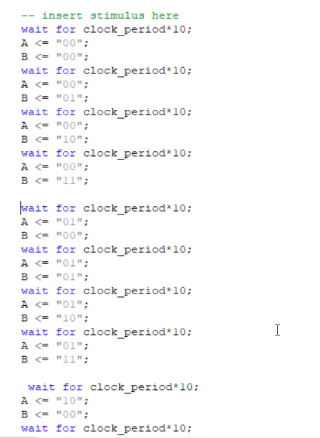 -- insert stimulus here
wait for clock_period*10;
A <= "00";
B <= "00";
wait for clock_period*10;
A <= "00";
B <= "01";
wait for clock_period*10;
A <= "00";
B <= "10";
wait for clock_period*10;
A <= "00";
B <= "11";
wait for clock_period*10;
A <= "01";
B <= "00";
wait for clock_period*10;
A <= "01";
B <= "01";
wait for clock_period*10;
A <= "01";
B <= "10";
wait for clock_period*10;
A <= "01";
B <= "11";
wait for clock_period*10;
A <= "10";
B <= "00";
wait for clock_period*10;